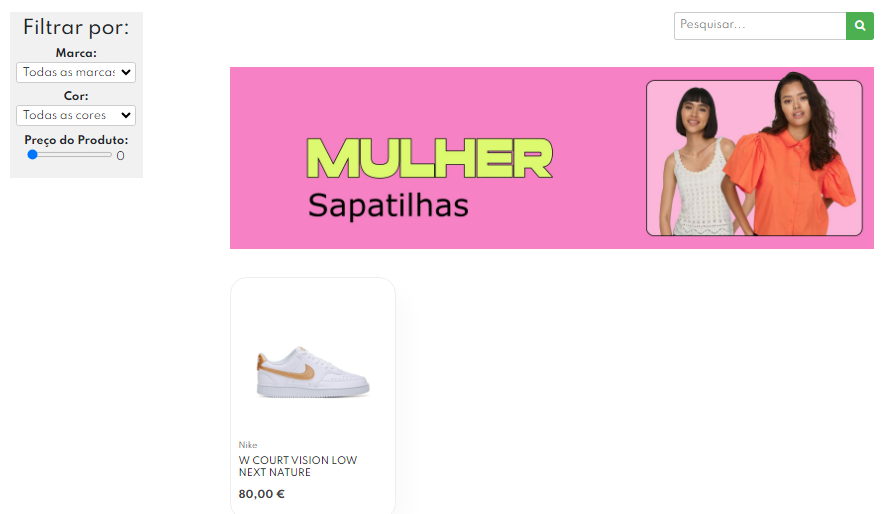 Filtrar por:
Marca:
Todas as marcas
Cor:
Todas as cores
Preço do Produto:
0
Pesquisar...
MULHER
Sapatilhas
Nike
W COURT VISION LOW
NEXT NATURE
80,00 €